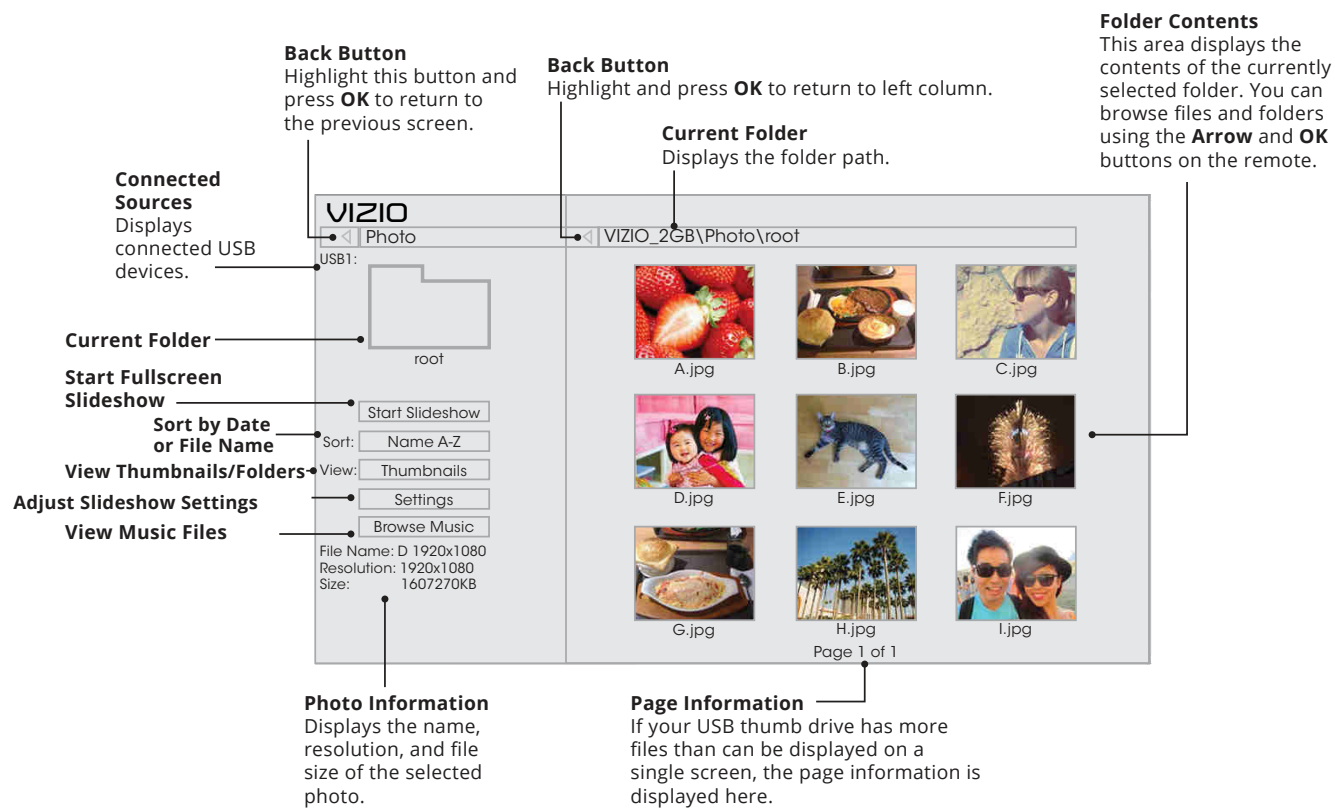 Folder Contents
This area displays the
contents of the currently
selected folder. You can
browse files and folders
using the Arrow and OK
buttons on the remote.
Back Button
Highlight this button and
press OK to return to
the previous screen.
Back Button
Highlight and press OK to return to left column.
Current Folder
Displays the folder path.
Connected
Sources
Displays
connected USB
devices.
Current Folder
Start Fullscreen
Slideshow
Sort by Date
or File Name
View Thumbnails/Folders
Adjust Slideshow Settings
View Music Files
VIZIO
Photo
USB1:
root
Start Slideshow
Sort: Name A-Z
View: Thumbnails
Settings
Browse Music
File Name: D 1920x1080
Resolution: 1920x1080
Size: 1607270KB
VIZIO_2GB\Photo\root
A.jpg B.jpg C.jpg
D.jpg E.jpg F.jpg
G.jpg H.jpg I.jpg
Page 1 of 1
Photo Information
Displays the name,
resolution, and file
size of the selected
photo.
Page Information
If your USB thumb drive has more
files than can be displayed on a
single screen, the page information is
displayed here.